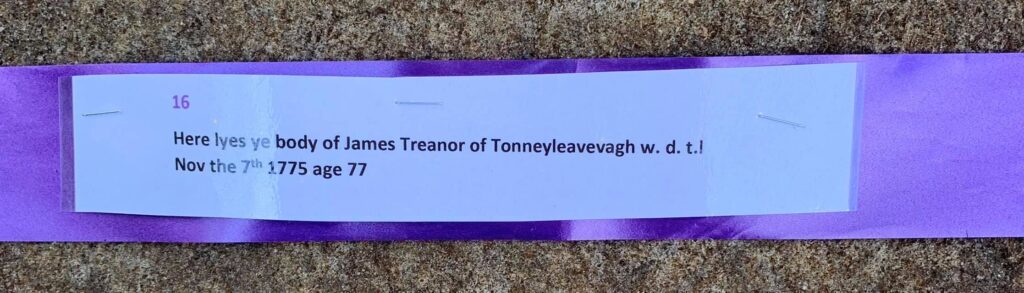 16
Here lyes ye body of James Treanor of Tonneyleavevagh w. d. t.l
Nov the 7th 1775 age 77